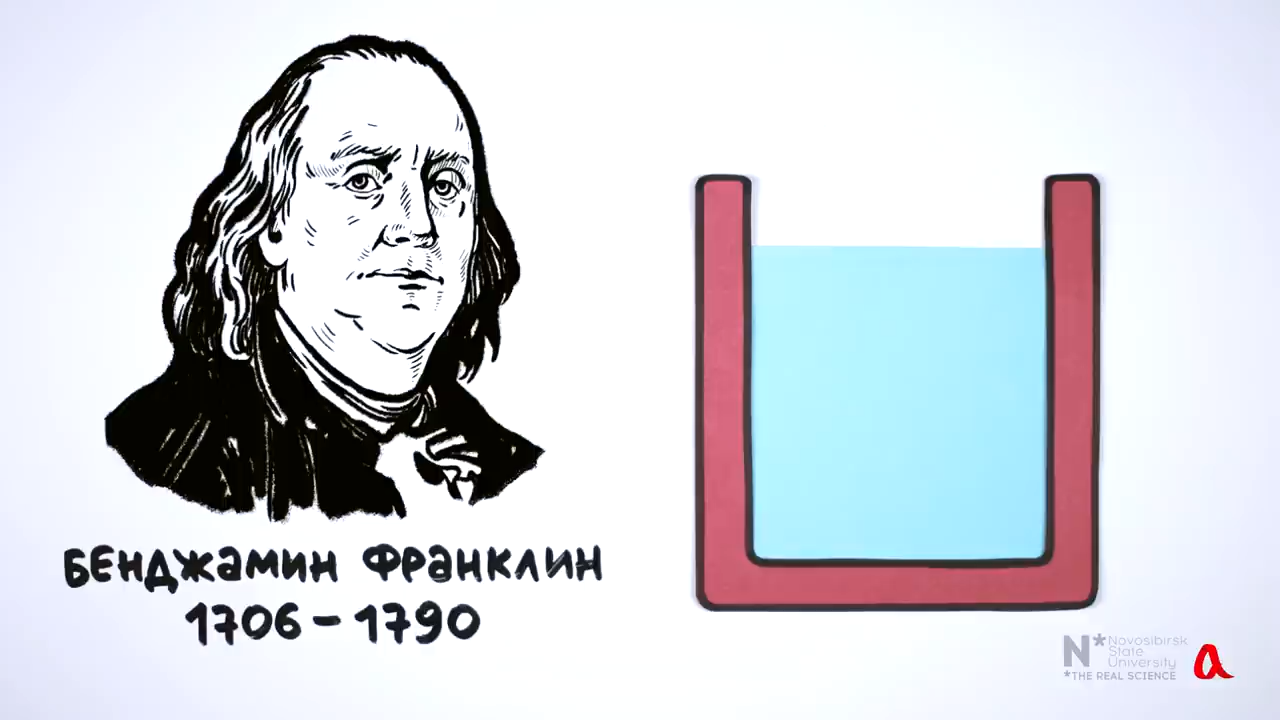 Бенджамин Франклин
1706 – 1790
N* Novosibirsk
State
University
*THE REAL SCIENCE
a